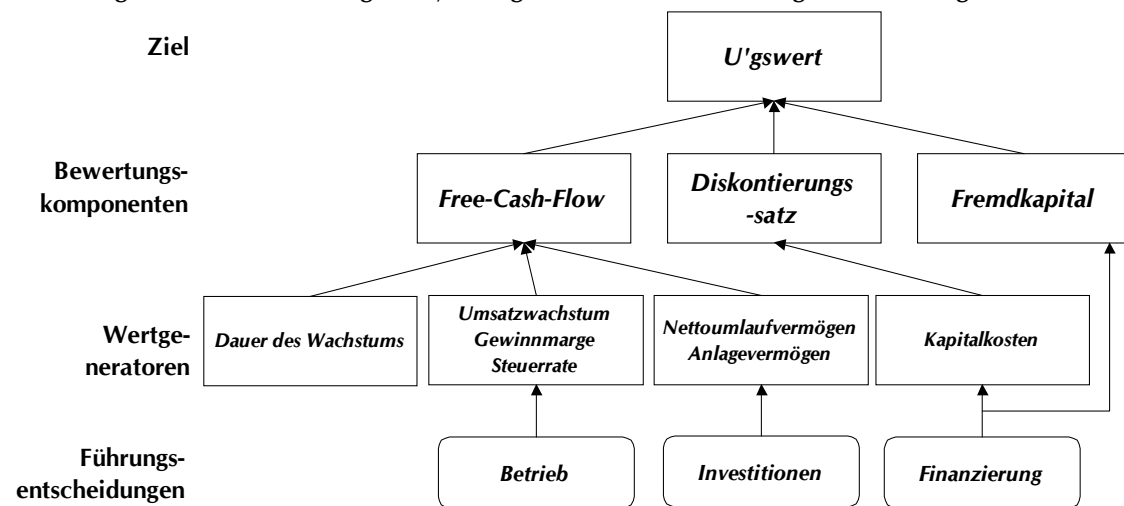 Ziel
U'gswert
Bewertungs-
komponenten
Free-Cash-Flow
Diskontierungs
-satz
Fremdkapital
Wertge-
neratoren
Dauer des Wachstums
Umsatzwachstum
Gewinnmarge
Steuerrate
Nettoumlaufvermögen
Anlagevermögen
Kapitalkosten
Führungs-
entscheidungen
Betrieb
Investitionen
Finanzierung